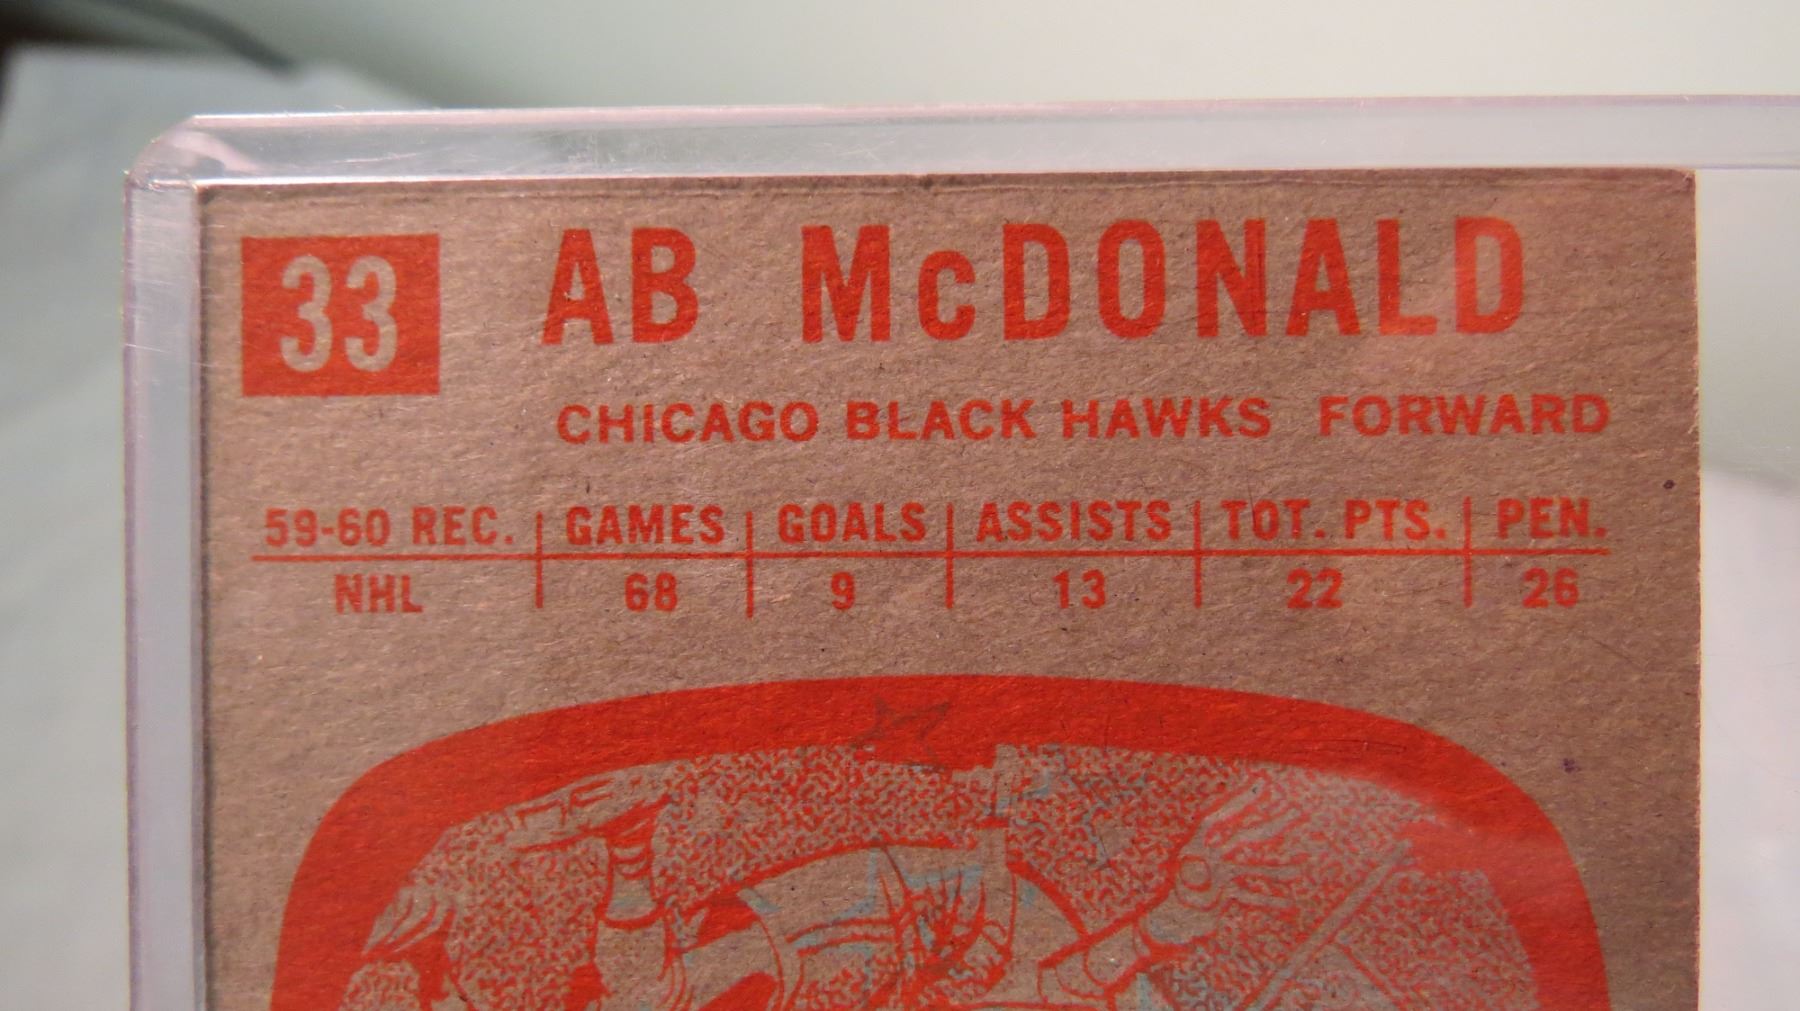 33 AB McDONALD
CHICAGO BLACK HAWKS FORWARD
59-60 REC. GAMES GOALS ASSISTS TOT. PTS. PEN.
NHL 68 9 13 22 26